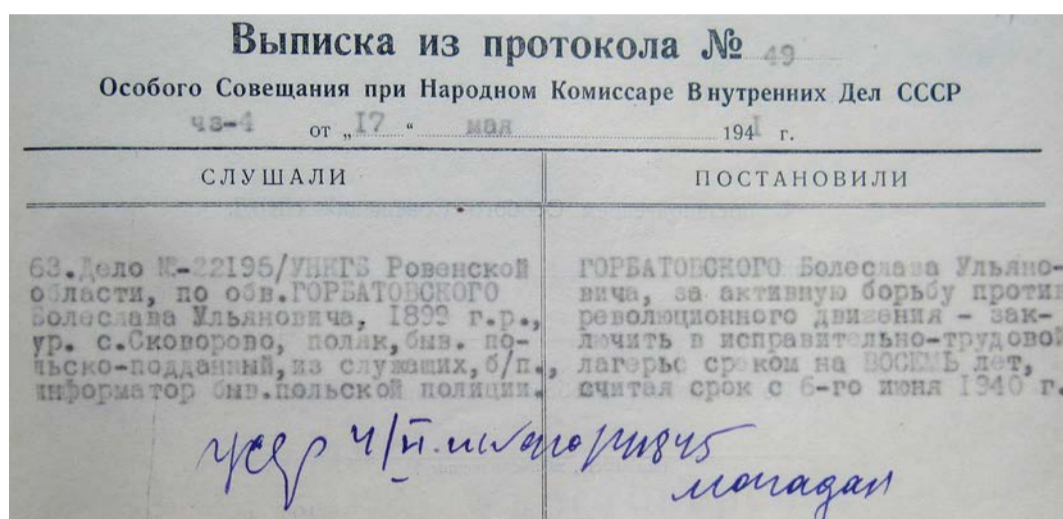 Выписка из протокола № 49
Особого Совещания при Народном Комиссаре Внутренних Дел СССР
от „17“ мая 1941 г.
СЛУШАЛИ
63.Дело №-22195/УНКГБ Ровенской
области, по обв.ГОРБАТОВСКОГО
Болеслава Ульяновича, 1899 г.р.,
ур. с.Сковорово, поляк,быв. по-
льско-подданный,из служащих,б/п.,
информатор быв.польской полиции.
ПОСТАНОВИЛИ
ГОРБАТОВСКОГО Болеслава Ульяно-
вича, за активную борьбу против
революционного движения - зак-
лючить в исправительно-трудовой
лагерь сроком на ВОСЕМЬ лет,
считая срок с 6-го июня 1940 г.
магадан